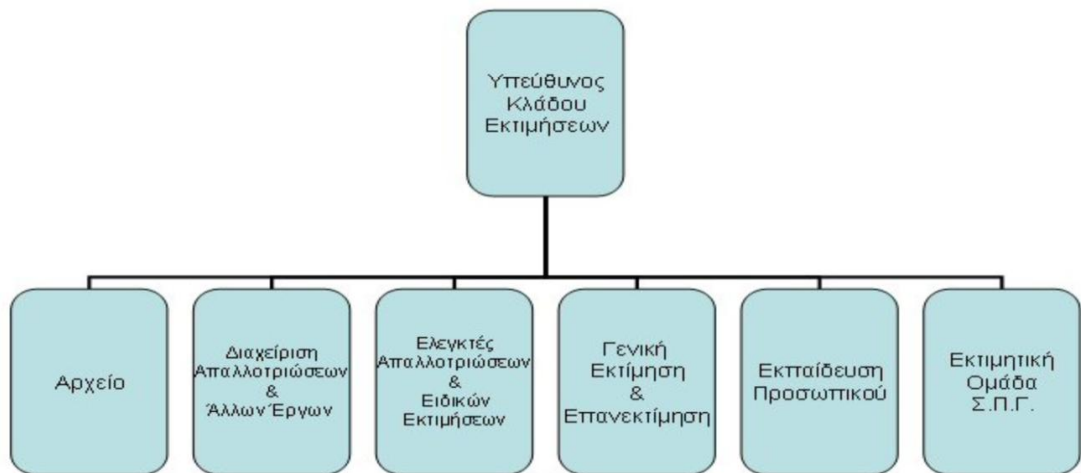 Υπεύθυνος
Κλάδου
Εκτιμήσεων
Αρχείο
Διαχείριση
Απαλλοτριώσεων
&
Άλλων Έργων
Ελεγκτές
Απαλλοτριώσεων
&
Ειδικών
Εκτιμήσεων
Γενική
Εκτίμηση
&
Επανεκτίμηση
Εκπαίδευση
Προσωπικού
Εκτιμητική
Ομάδα
Σ.Π.Γ.